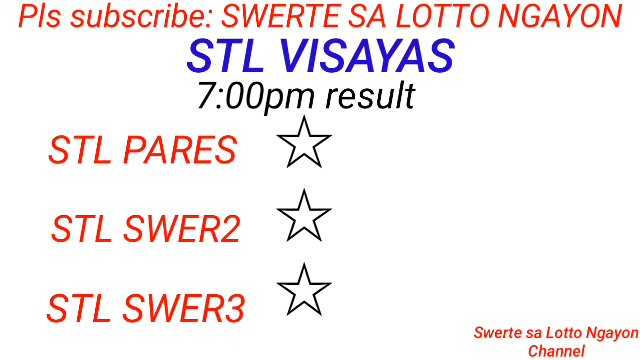 Pls subscribe: SWERTE SA LOTTO NGAYON
STL VISAYAS
7:00pm result
STL PARES
STL SWER2
STL SWER3
Swerte sa Lotto Ngayon
Channel